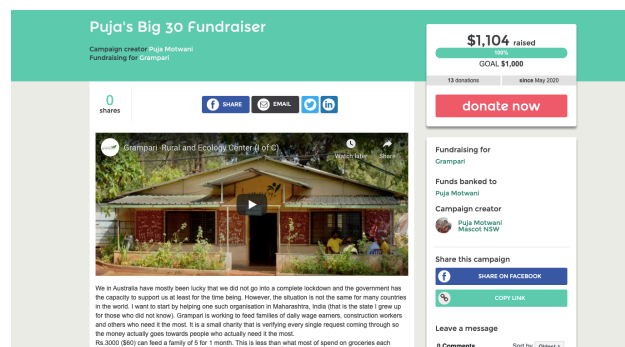 Puja's Big 30 Fundraiser
Campaign creator Puja Motwani
Fundraising for Grampari
$1,104 raised
100%
GOAL $1,000
13 donations since May 2020
donate now
0
shares
SHARE
EMAIL
Grampari -Rural and Ecology Center (I of C)
Watch later
Share
We in Australia have mostly been lucky that we did not go into a complete lockdown and the government has
the capacity to support us at least for the time being. However, the situation is not the same for many countries
in the world. I want to start by helping one such organisation in Maharashtra, India (that is the state I grew up
for those who did not know). Grampari is working to feed families of daily wage earners, construction workers
and others who need it the most. It is a small charity that is verifying every single request coming through so
the money actually goes towards people who actually need it the most.
Rs.3000 ($60) can feed a family of 5 for 1 month. This is less than what most of spend on groceries each
Fundraising for
Grampari
Funds banked to
Puja Motwani
Campaign creator
Puja Motwani
Mascot NSW
Share this campaign
SHARE ON FACEBOOK
COPY LINK
Leave a message
0 Comments
Sort by Oldest